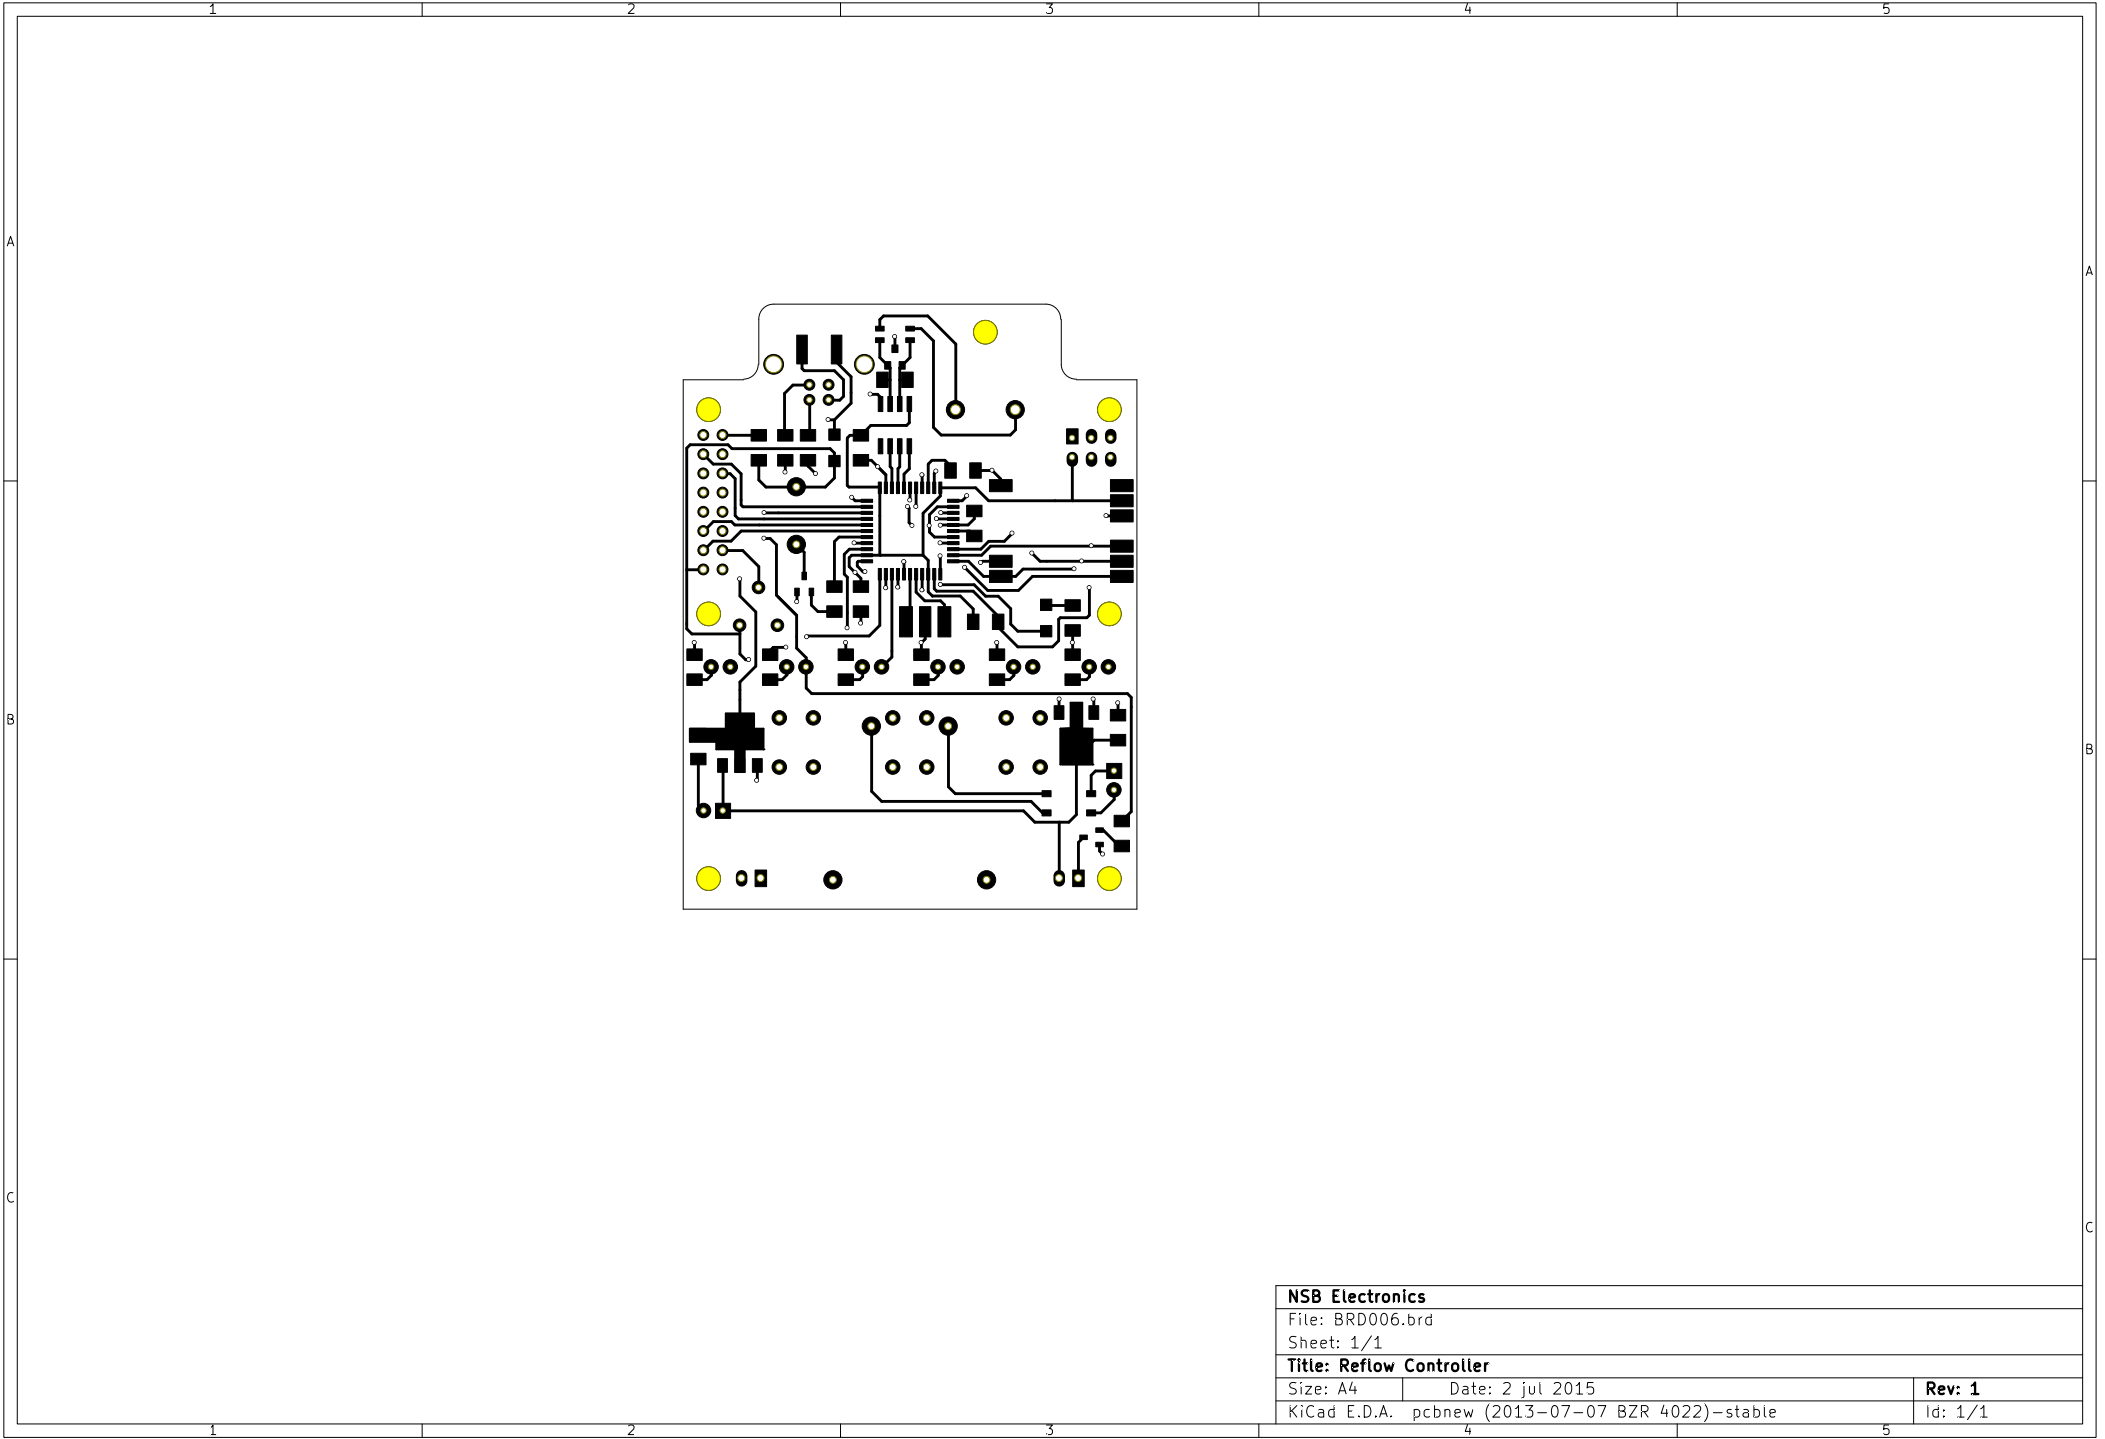 1 2 3 4 5
A A
B B
C C
NSB Electronics
File: BRD006.brd
Sheet: 1/1
Title: Reflow Controller
Size: A4 Date: 2 jul 2015 Rev: 1
KiCad E.D.A. pcbnew (2013-07-07 BZR 4022)-stable Id: 1/1
1 2 3 4 5